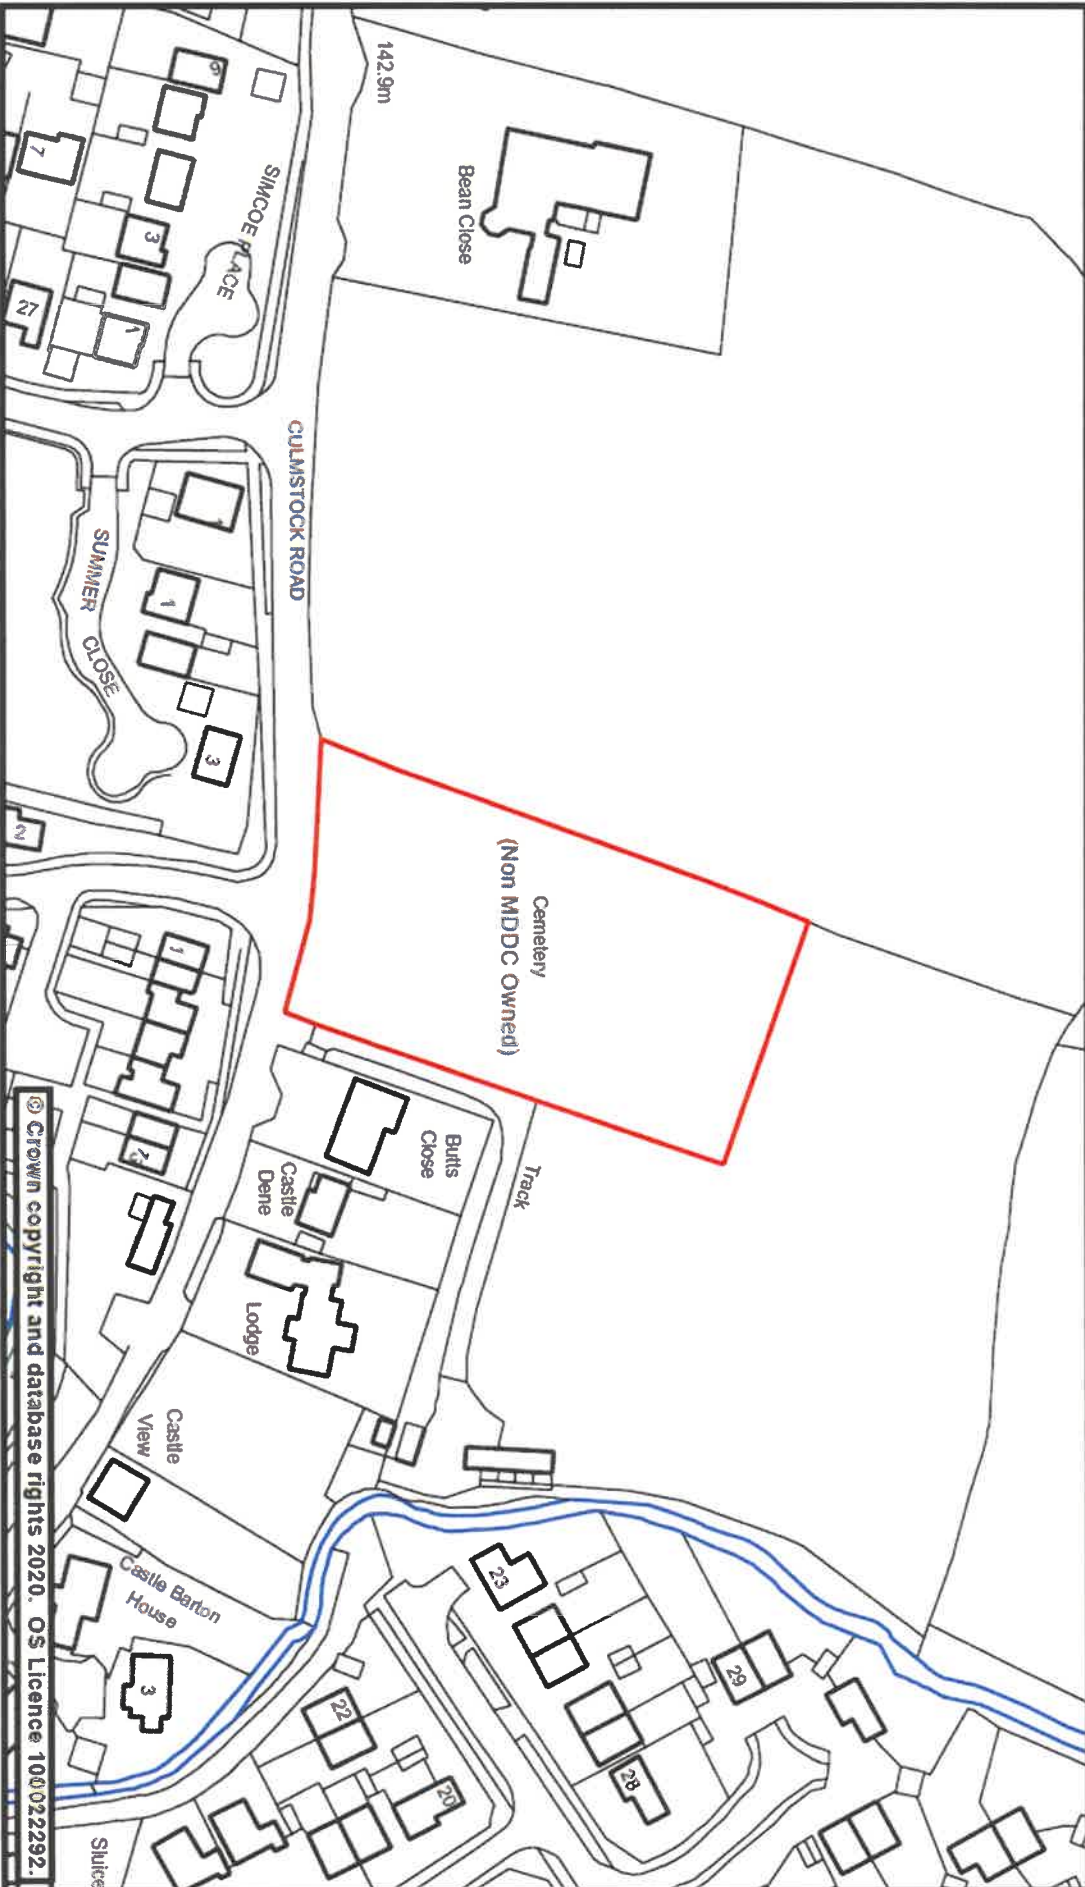 142.9m
Bean Close
6
7
SIMCOE PLACE
3
1
27
CULMSTOCK ROAD
SUMMER CLOSE
1
3
2
Cemetery
(Non MDDC Owned)
1
Butts
Close
Castle
Dene
Lodge
Track
Castle
View
Castle Barton
House
3
23
29
28
22
20
Sluice
© Crown copyright and database rights 2020. OS Licence 100022292.